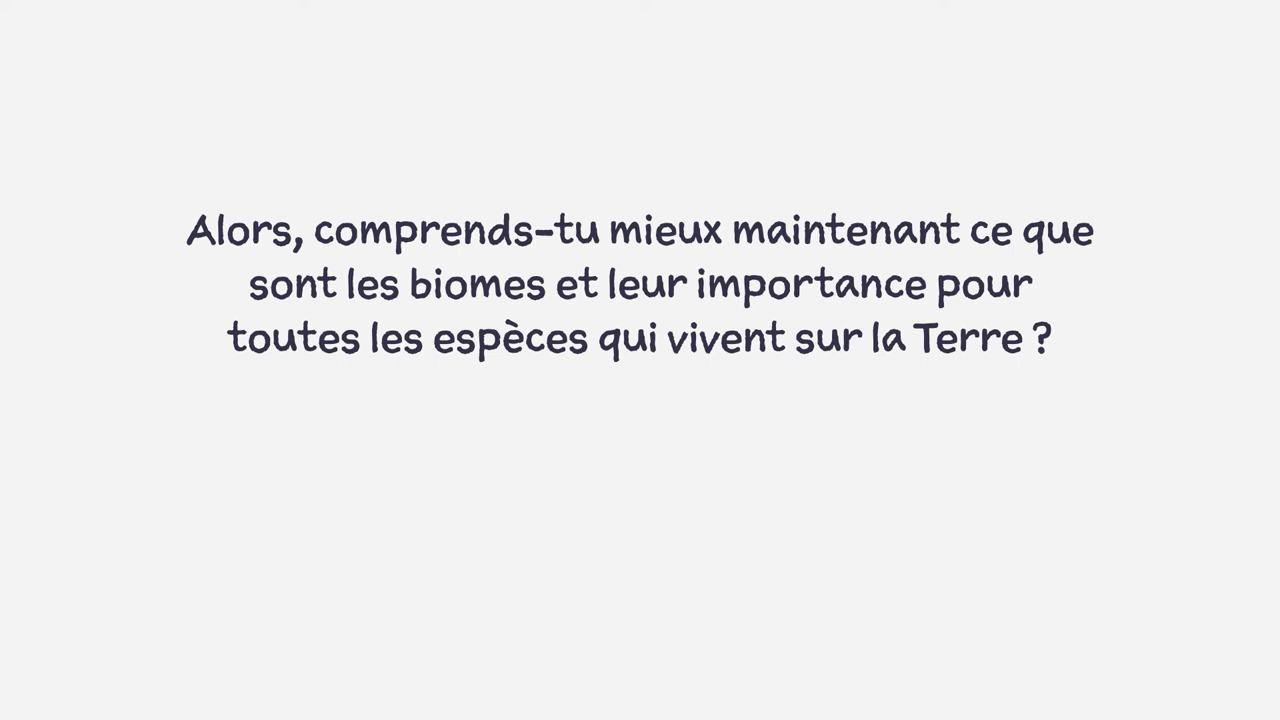 Alors, comprends-tu mieux maintenant ce que
sont les biomes et leur importance pour
toutes les espèces qui vivent sur la Terre ?